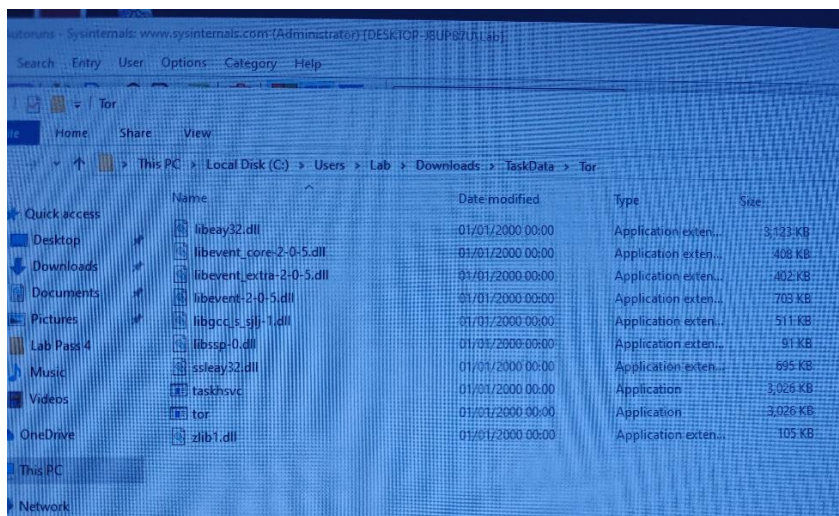 utoruns - Sysinternals: www.sysinternals.com (Administrator) [DESKTOP-J8UP87U\Lab]
Search Entry User Options Category Help
Tor
Home Share View
This PC > Local Disk (C:) > Users > Lab > Downloads > TaskData > Tor
Name Date modified Type Size
Quick access
Desktop
Downloads
Documents
Pictures
Lab Pass 4
Music
Videos
OneDrive
This PC
Network
libeay32.dll 01/01/2000 00:00 Application exten... 3,123 KB
libevent_core-2-0-5.dll 01/01/2000 00:00 Application exten... 408 KB
libevent_extra-2-0-5.dll 01/01/2000 00:00 Application exten... 402 KB
libevent-2-0-5.dll 01/01/2000 00:00 Application exten... 703 KB
libgcc_s_sjlj-1.dll 01/01/2000 00:00 Application exten... 511 KB
libssp-0.dll 01/01/2000 00:00 Application exten... 91 KB
ssleay32.dll 01/01/2000 00:00 Application exten... 695 KB
taskhsvc 01/01/2000 00:00 Application 3,026 KB
tor 01/01/2000 00:00 Application 3,026 KB
zlib1.dll 01/01/2000 00:00 Application exten... 105 KB